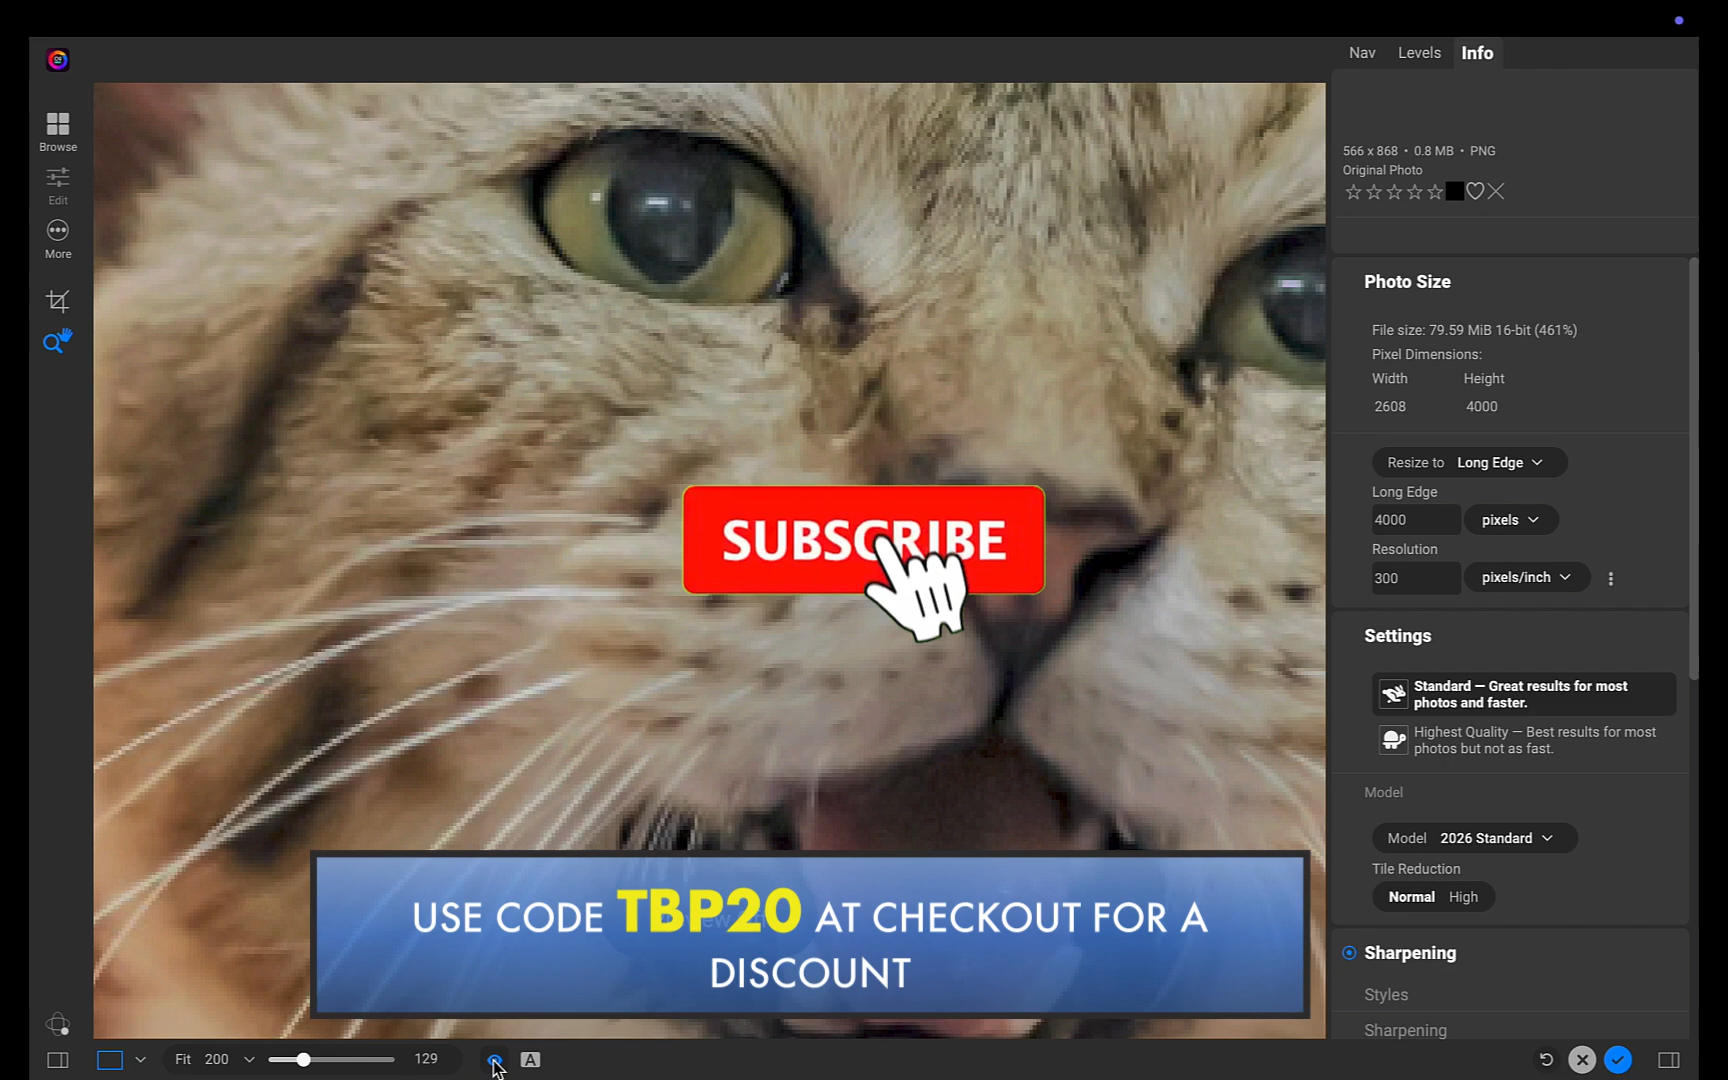 Nav Levels Info
Browse
Edit
More
566 x 868 • 0.8 MB • PNG
Original Photo
Photo Size
File size: 79.59 MiB 16-bit (461%)
Pixel Dimensions:
Width Height
2608 4000
Resize to Long Edge
Long Edge
4000 pixels
Resolution
300 pixels/inch
SUBSCRIBE
Settings
Standard — Great results for most
photos and faster.
Highest Quality — Best results for most
photos but not as fast.
Model
Model 2026 Standard
Tile Reduction
Normal High
USE CODE TBP20 AT CHECKOUT FOR A
DISCOUNT
Sharpening
Styles
Sharpening
Fit 200 129 A